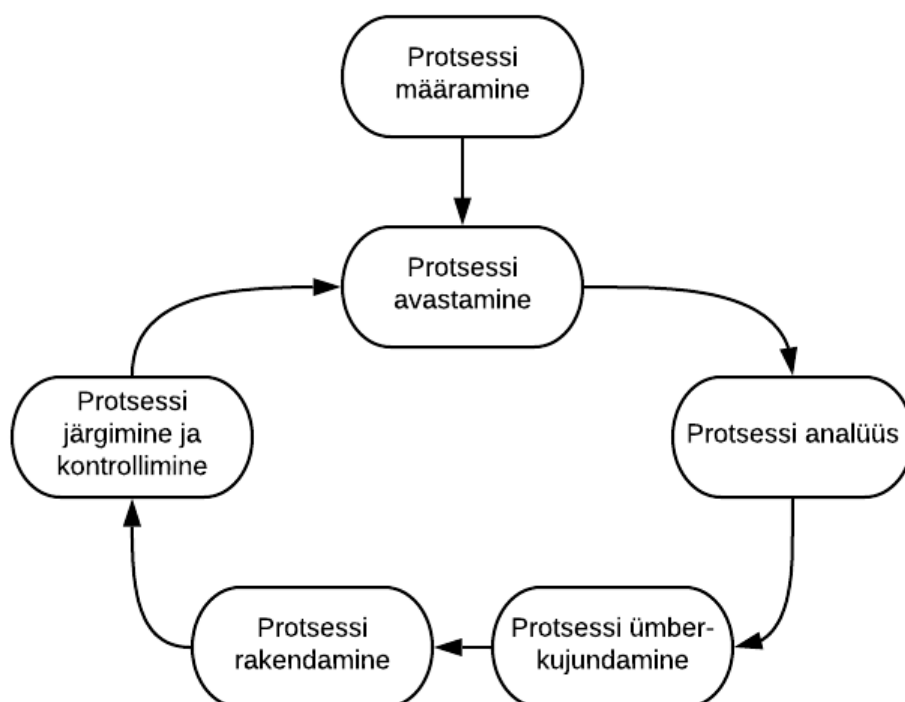 Protsessi
määramine
Protsessi
avastamine
Protsessi analüüs
Protsessi ümber-
kujundamine
Protsessi
rakendamine
Protsessi
järgimine ja
kontrollimine